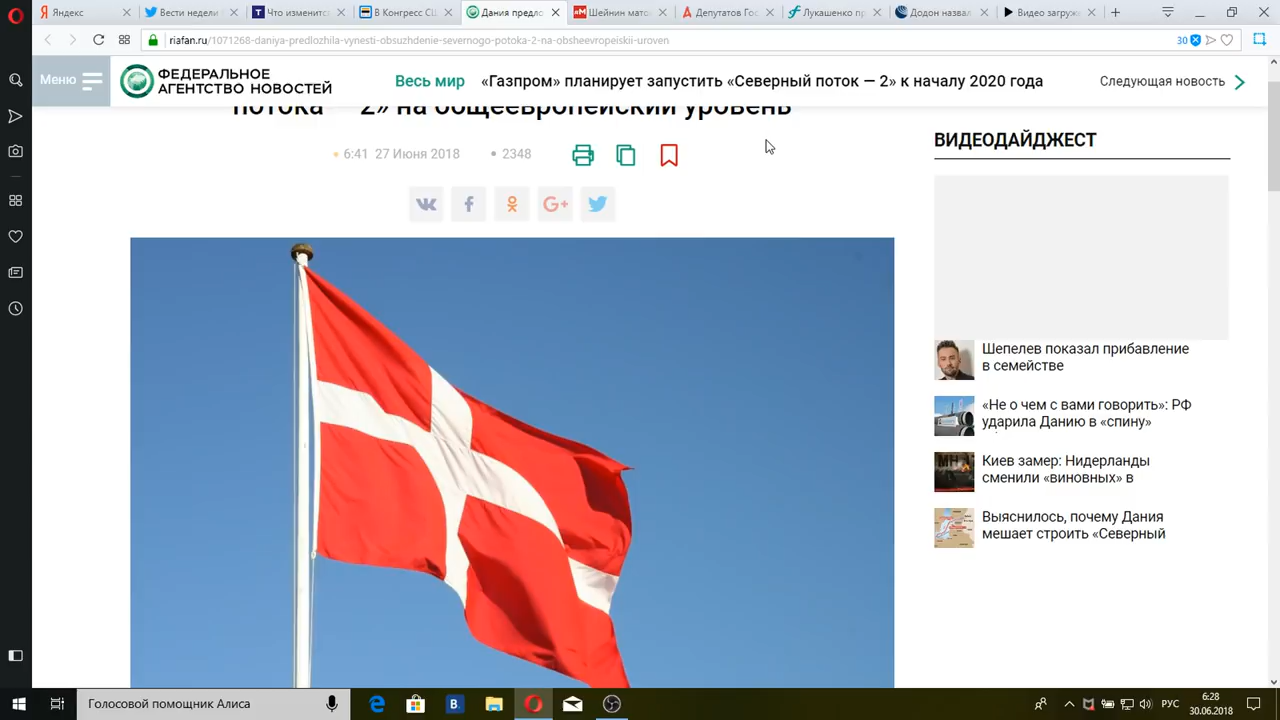 Яндекс
Вести недели
Что изменится
В Конгресс СШ
Дания предло
Шейнин мато
Депутатов Гос
Лукашенко пр
Додон назвал
Видео загруж
riafan.ru/1071268-daniya-predlozhila-vynesti-obsuzhdenie-severnogo-potoka-2-na-obsheevropeiskii-uroven
30
Меню
ФЕДЕРАЛЬНОЕ
АГЕНТСТВО НОВОСТЕЙ
Весь мир
«Газпром» планирует запустить «Северный поток — 2» к началу 2020 года
Следующая новость
потока — 2» на общеевропейский уровень
6:41 27 Июня 2018
2348
ВИДЕОДАЙДЖЕСТ
Шепелев показал прибавление
в семействе
«Не о чем с вами говорить»: РФ
ударила Данию в «спину»
Киев замер: Нидерланды
сменили «виновных» в
Выяснилось, почему Дания
мешает строить «Северный
Голосовой помощник Алиса
РУС
6:28
30.06.2018